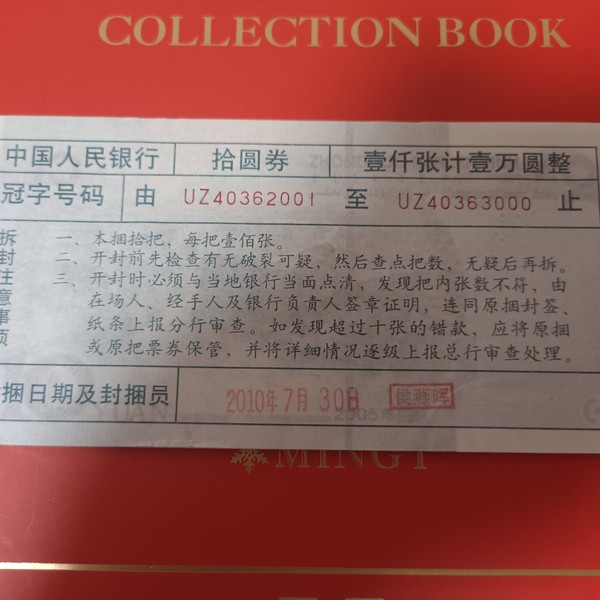 COLLECTION BOOK
中国人民银行 拾圆券 壹仟张计壹万圆整
冠字号码 由 UZ40362001 至 UZ40363000 止
拆封注意事项
一、本捆拾把，每把壹佰张。
二、开封前先检查有无破裂可疑，然后查点把数，无疑后再拆。
三、开封时必须与当地银行当面点清，发现把内张数不符，由
在场人、经手人及银行负责人签章证明，连同原捆封签、
纸条上报分行审查。如发现超过十张的错款，应将原捆
或原把票券保管，并将详细情况逐级上报总行审查处理。
捆日期及封捆员 2010年7月30日
YUAN 2005年
MINGY